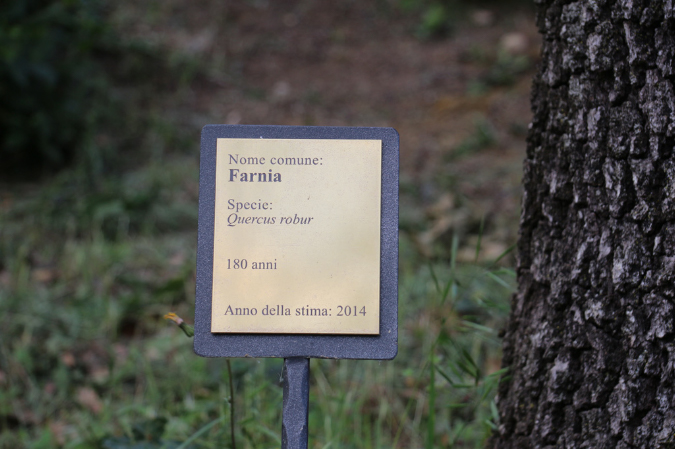 Nome comune:
Farnia
Specie:
Quercus robur
180 anni
Anno della stima: 2014